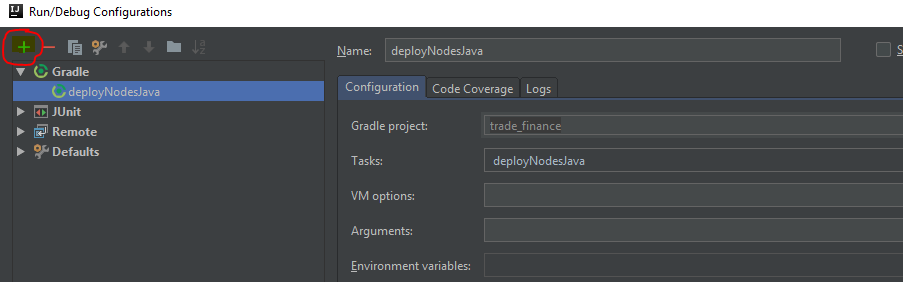 IJ Run/Debug Configurations
Name: deployNodesJava S
Gradle
deployNodesJava
JUnit
Remote
Defaults
Configuration Code Coverage Logs
Gradle project: trade_finance
Tasks: deployNodesJava
VM options:
Arguments:
Environment variables: